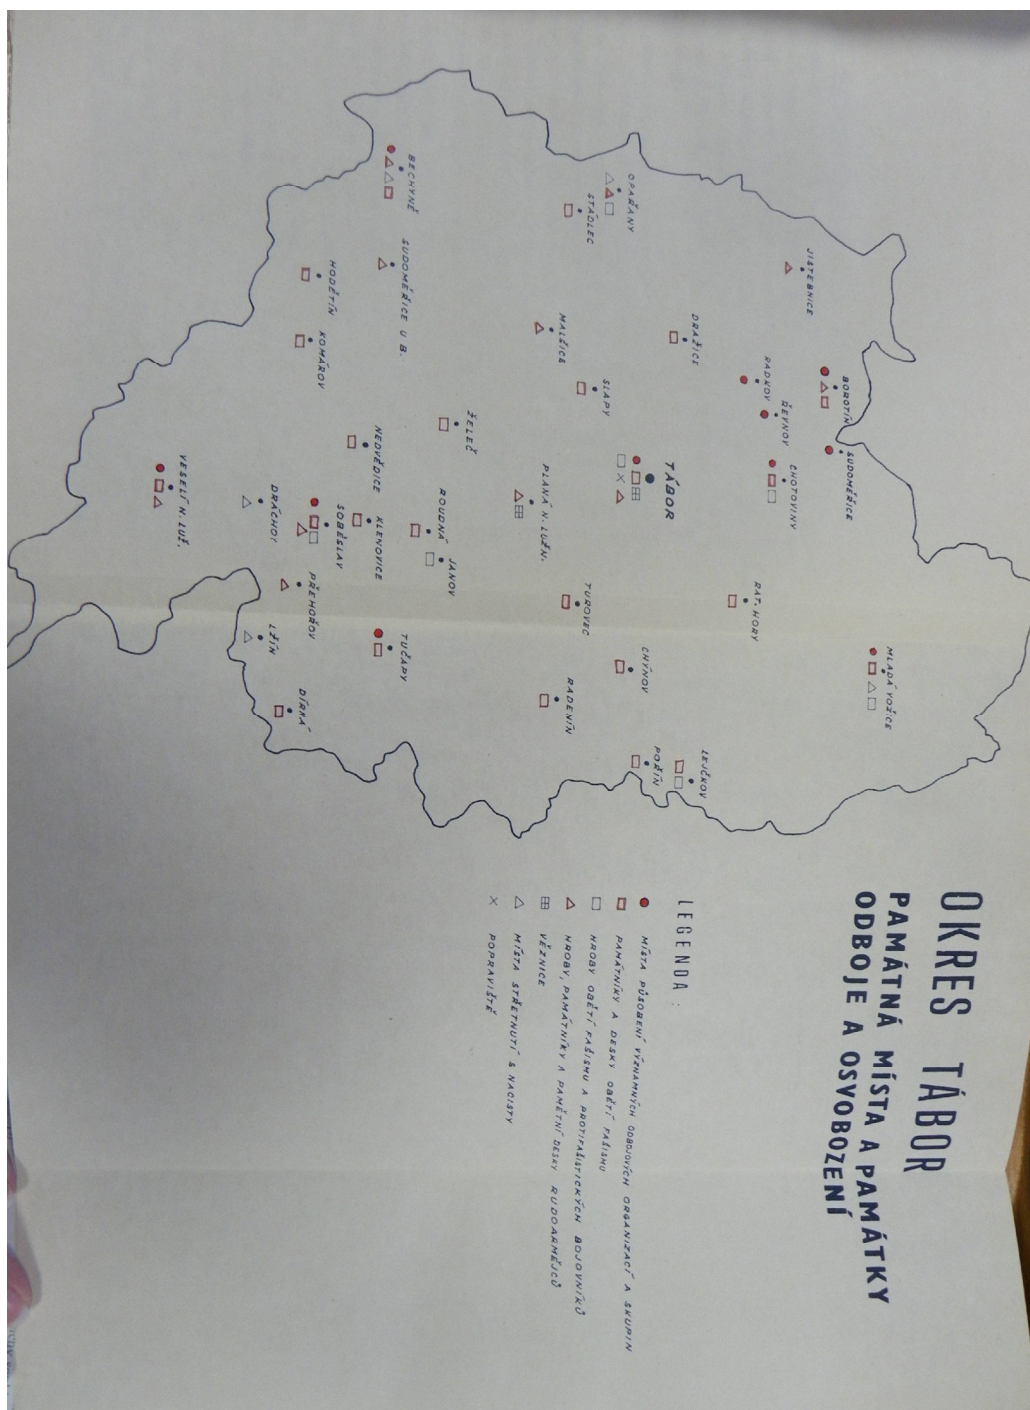 OKRES TÁBOR
PAMÁTNÁ MÍSTA A PAMÁTKY
ODBOJE A OSVOBOZENÍ
LEGENDA:
MÍSTA PŮSOBENÍ VÝZNAMNÝCH ODBOJOVÝCH ORGANIZACÍ A SKUPIN
PAMÁTNÍKY A DESKY OBĚTÍ FAŠISMU
HROBY OBĚTÍ FAŠISMU A PROTIFAŠISTICKÝCH BOJOVNÍKŮ
HROBY, PAMÁTNÍKY A PAMĚTNÍ DESKY RUDOARMĚJCŮ
VĚZNICE
MÍSTA STŘETNUTÍ S NACISTY
POPRAVIŠTĚ
MLADÁ VOŽICE
SUDOMĚŘICE
BOROTÍN
JISTEBNICE
CHOTOVINY
ŘEVNOV
RADKOV
RAT. HORY
DRAŽICE
LEJČKOV
TÁBOR
POŘÍN
OPAŘANY
CHÝNOV
SLAPY
STÁDLEC
TUROVEC
RADENÍN
MALŠICE
PLANÁ N. LUŽN.
ŽELEČ
JANOV
ROUDNÁ
BECHYNĚ
SUDOMĚŘICE U B.
TUČAPY
NEDVĚDICE
KLENOVICE
SOBĚSLAV
HODĚTÍN
KOMÁROV
PŘEHOŘOV
DÍRNÁ
DRÁCHOV
LŽÍN
VESELÍ N. LUŽ.